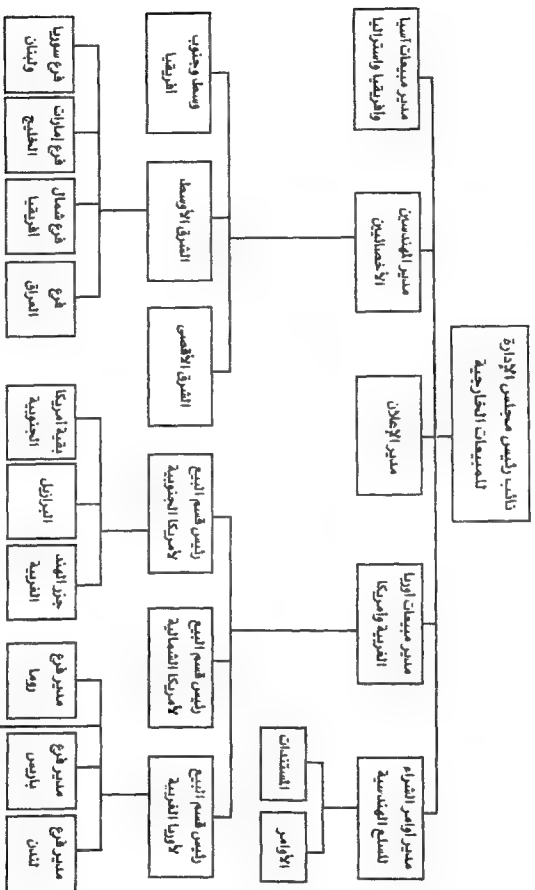 نائب رئيس مجلس الإدارة
للمبيعات الخارجية
مدير أوامر الشراء
للسلع الهندسية
مدير مبيعات أوربا
الغربية وأمريكا
مدير الإعلان
مدير المهندسين
الأخصائيين
مدير مبيعات آسيا
وأفريقيا واستراليا
الأوامر
المستندات
رئيس قسم البيع
لأوربا الغربية
رئيس قسم البيع
لأمريكا الشمالية
رئيس قسم البيع
لأمريكا الجنوبية
الشرق الأقصى
الشرق الأوسط
وسط وجنوب
افريقيا
مدير فرع
لندن
مدير فرع
باريس
مدير فرع
روما
جزر الهند
الغربية
البرازيل
بقية أمريكا
الجنوبية
فرع
العراق
فرع شمال
افريقيا
فرع إمارات
الخليج
فرع سوريا
ولبنان